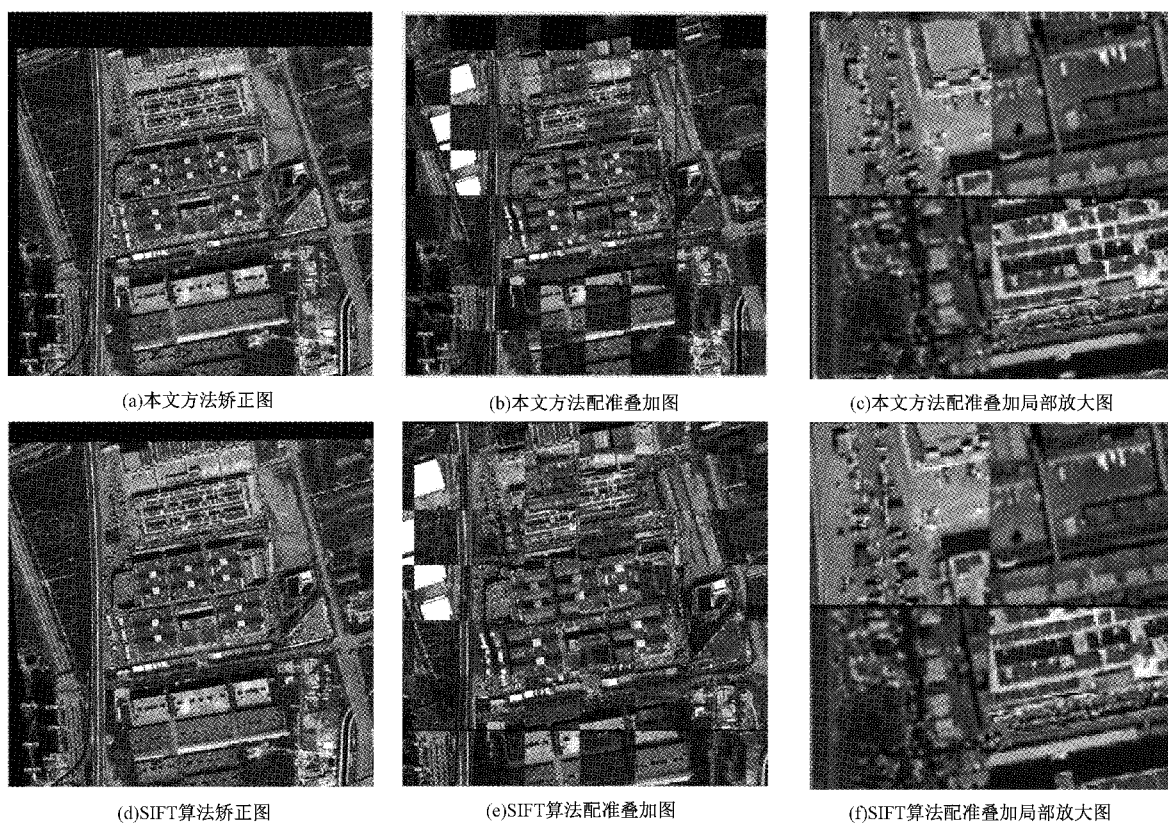 (a)本文方法矫正图
(b)本文方法配准叠加图
(c)本文方法配准叠加局部放大图
(d)SIFT算法矫正图
(e)SIFT算法配准叠加图
(f)SIFT算法配准叠加局部放大图